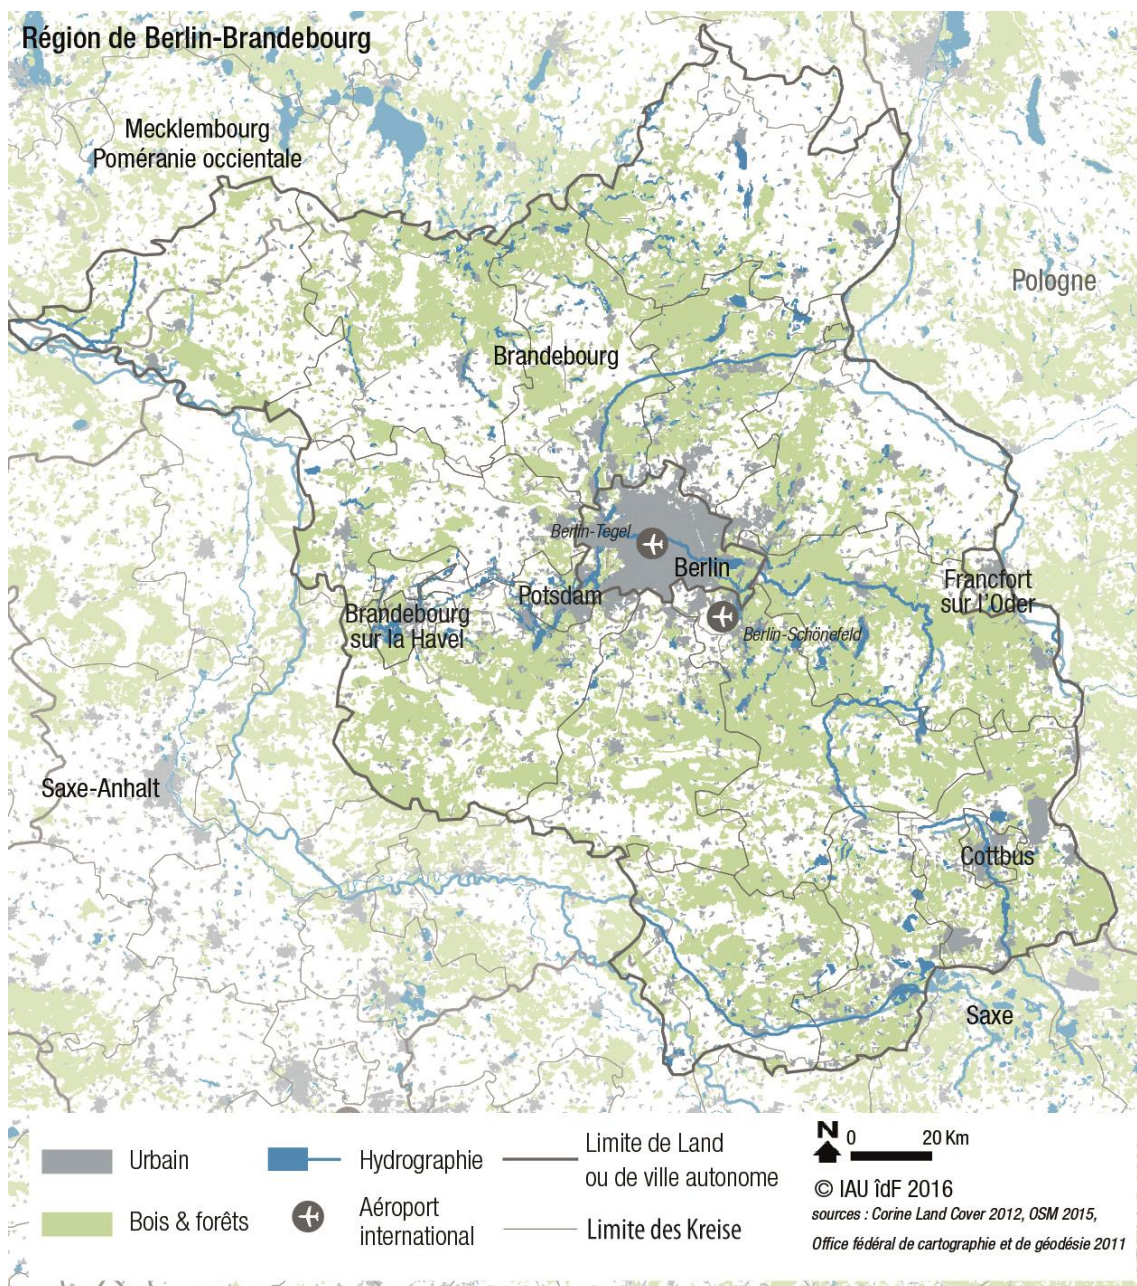 Région de Berlin-Brandebourg
Mecklembourg
Poméranie occidentale
Pologne
Brandebourg
Berlin-Tegel
Berlin
Potsdam
Brandebourg
sur la Havel
Francfort
sur l'Oder
Berlin-Schönefeld
Saxe-Anhalt
Cottbus
Saxe
Urbain
Bois & forêts
Hydrographie
Aéroport
international
Limite de Land
ou de ville autonome
Limite des Kreise
N
0 20 Km
© IAU îdF 2016
sources : Corine Land Cover 2012, OSM 2015,
Office fédéral de cartographie et de géodésie 2011